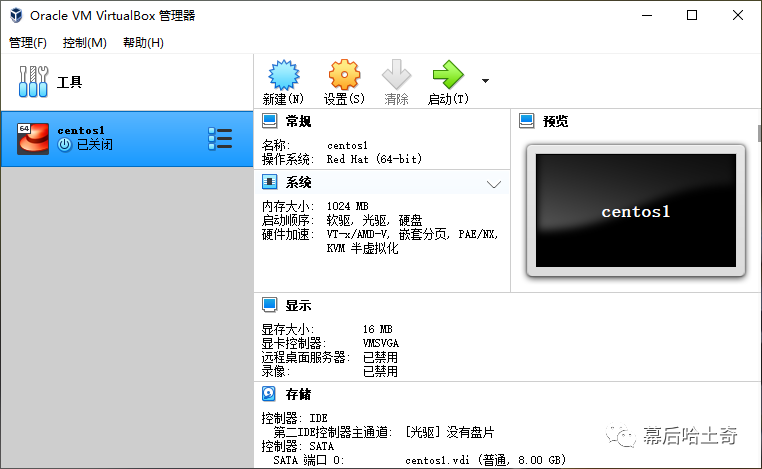 Oracle VM VirtualBox 管理器
管理(F) 控制(M) 帮助(H)
工具
新建(N) 设置(S) 清除 启动(T)
64
centos1
已关闭
常规
名称: centos1
操作系统: Red Hat (64-bit)
预览
centos1
系统
内存大小: 1024 MB
启动顺序: 软驱, 光驱, 硬盘
硬件加速: VT-x/AMD-V, 嵌套分页, PAE/NX,
KVM 半虚拟化
显示
显存大小: 16 MB
显卡控制器: VMSVGA
远程桌面服务器: 已禁用
录像: 已禁用
存储
控制器: IDE
第二IDE控制器主通道: [光驱] 没有盘片
控制器: SATA
SATA 端口 0: centos1.vdi (普通, 8.00 GB)
幕后哈土奇